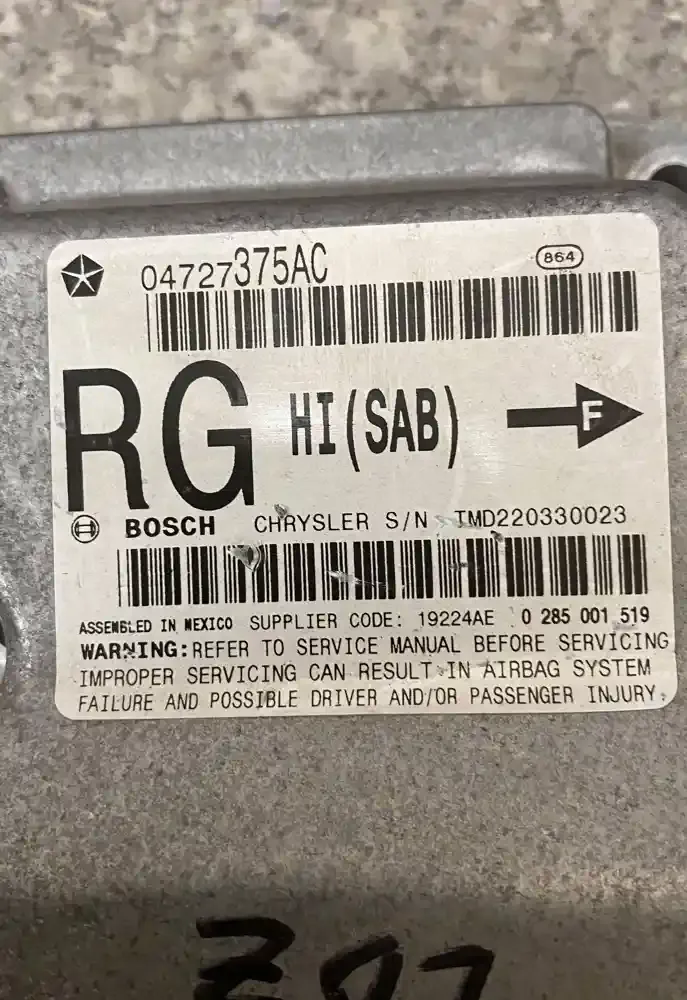 04727375AC 864
RG HI(SAB) F
BOSCH CHRYSLER S/N TMD220330023
ASSEMBLED IN MEXICO SUPPLIER CODE: 19224AE 0 285 001 519
WARNING: REFER TO SERVICE MANUAL BEFORE SERVICING
IMPROPER SERVICING CAN RESULT IN AIRBAG SYSTEM
FAILURE AND POSSIBLE DRIVER AND/OR PASSENGER INJURY.